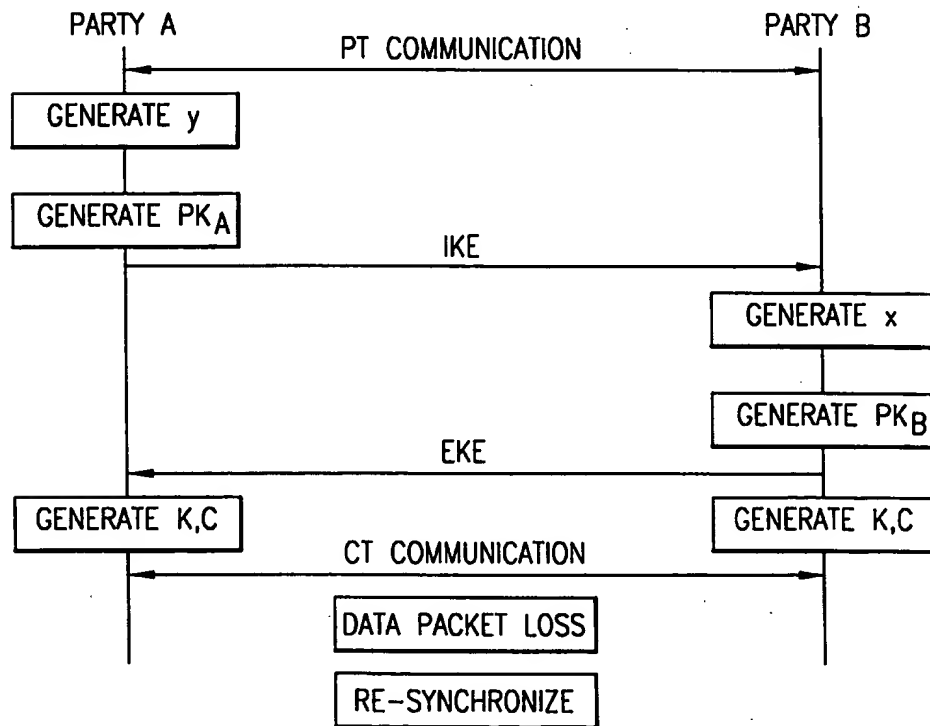 PARTY A
PARTY B
PT COMMUNICATION
GENERATE y
GENERATE PKA
IKE
GENERATE x
GENERATE PKB
EKE
GENERATE K,C
GENERATE K,C
CT COMMUNICATION
DATA PACKET LOSS
RE-SYNCHRONIZE